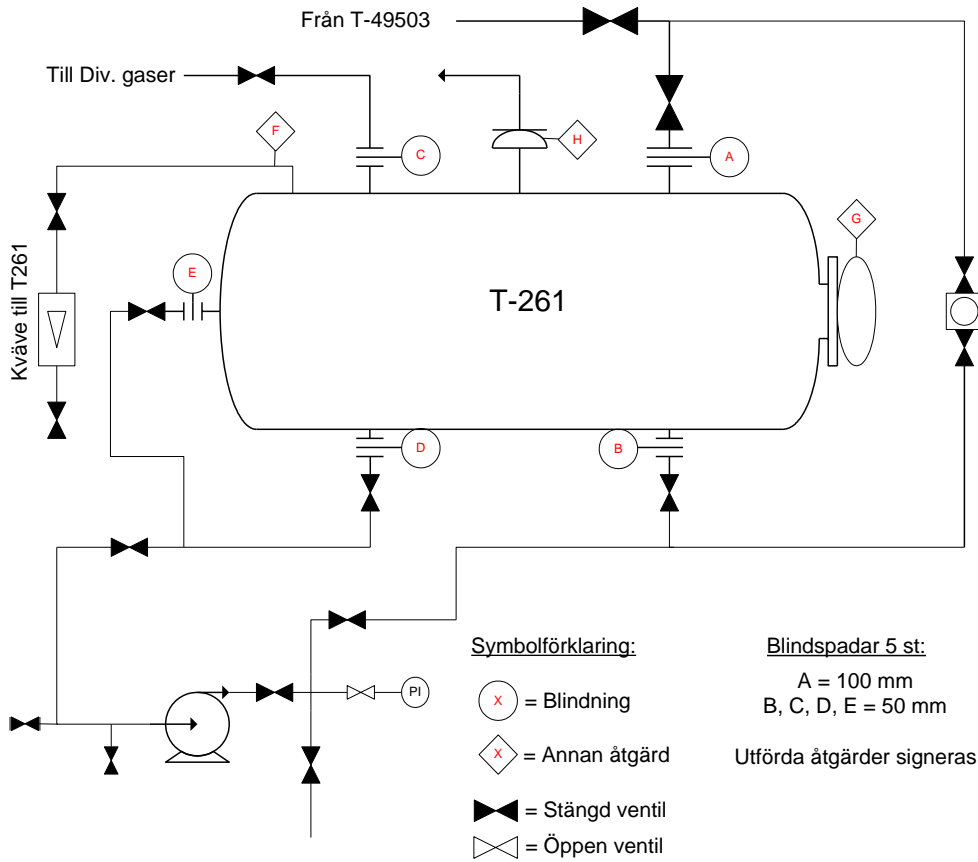 Från T-49503
Till Div. gaser
F
C
H
A
G
E
Kväve till T261
T-261
D
B
Symbolförklaring:
X = Blindning
X = Annan åtgärd
= Stängd ventil
= Öppen ventil
PI
Blindspadar 5 st:
A = 100 mm
B, C, D, E = 50 mm
Utförda åtgärder signeras